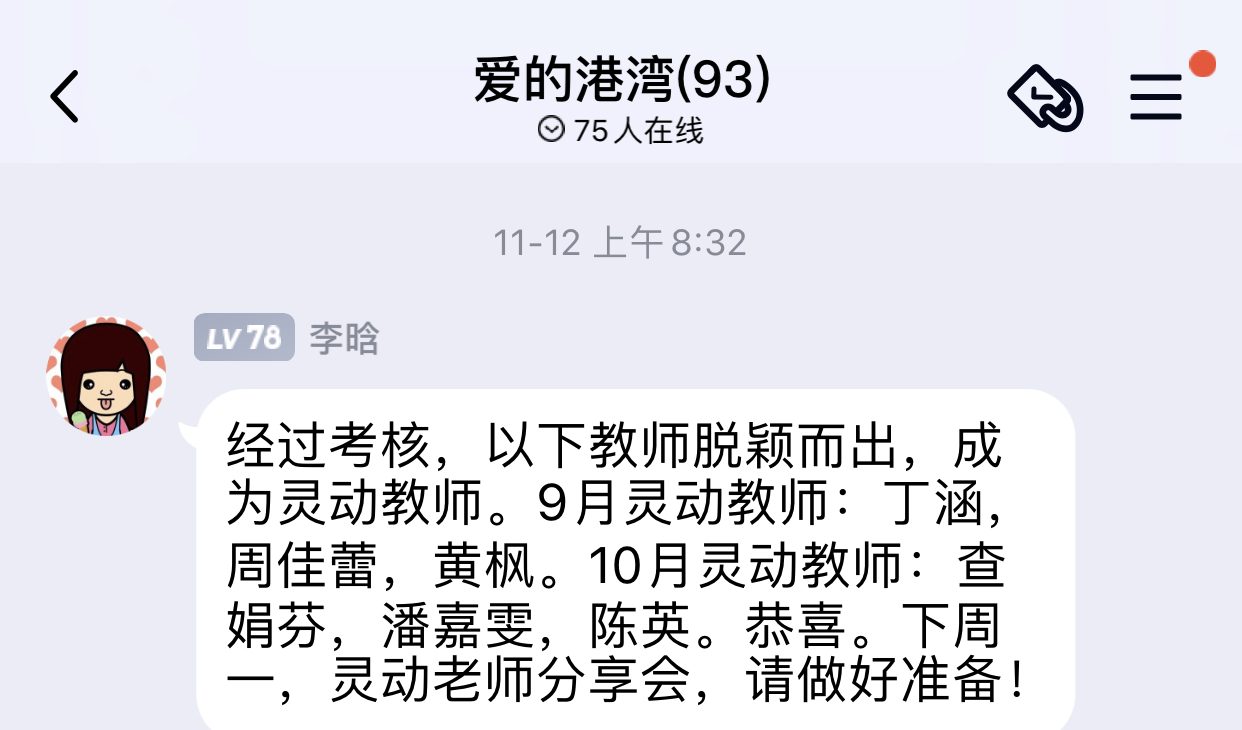 爱的港湾(93)
75人在线
11-12 上午8:32
LV 78 李晗
经过考核，以下教师脱颖而出，成
为灵动教师。9月灵动教师：丁涵，
周佳蕾，黄枫。10月灵动教师：查
娟芬，潘嘉雯，陈英。恭喜。下周
一，灵动老师分享会，请做好准备！